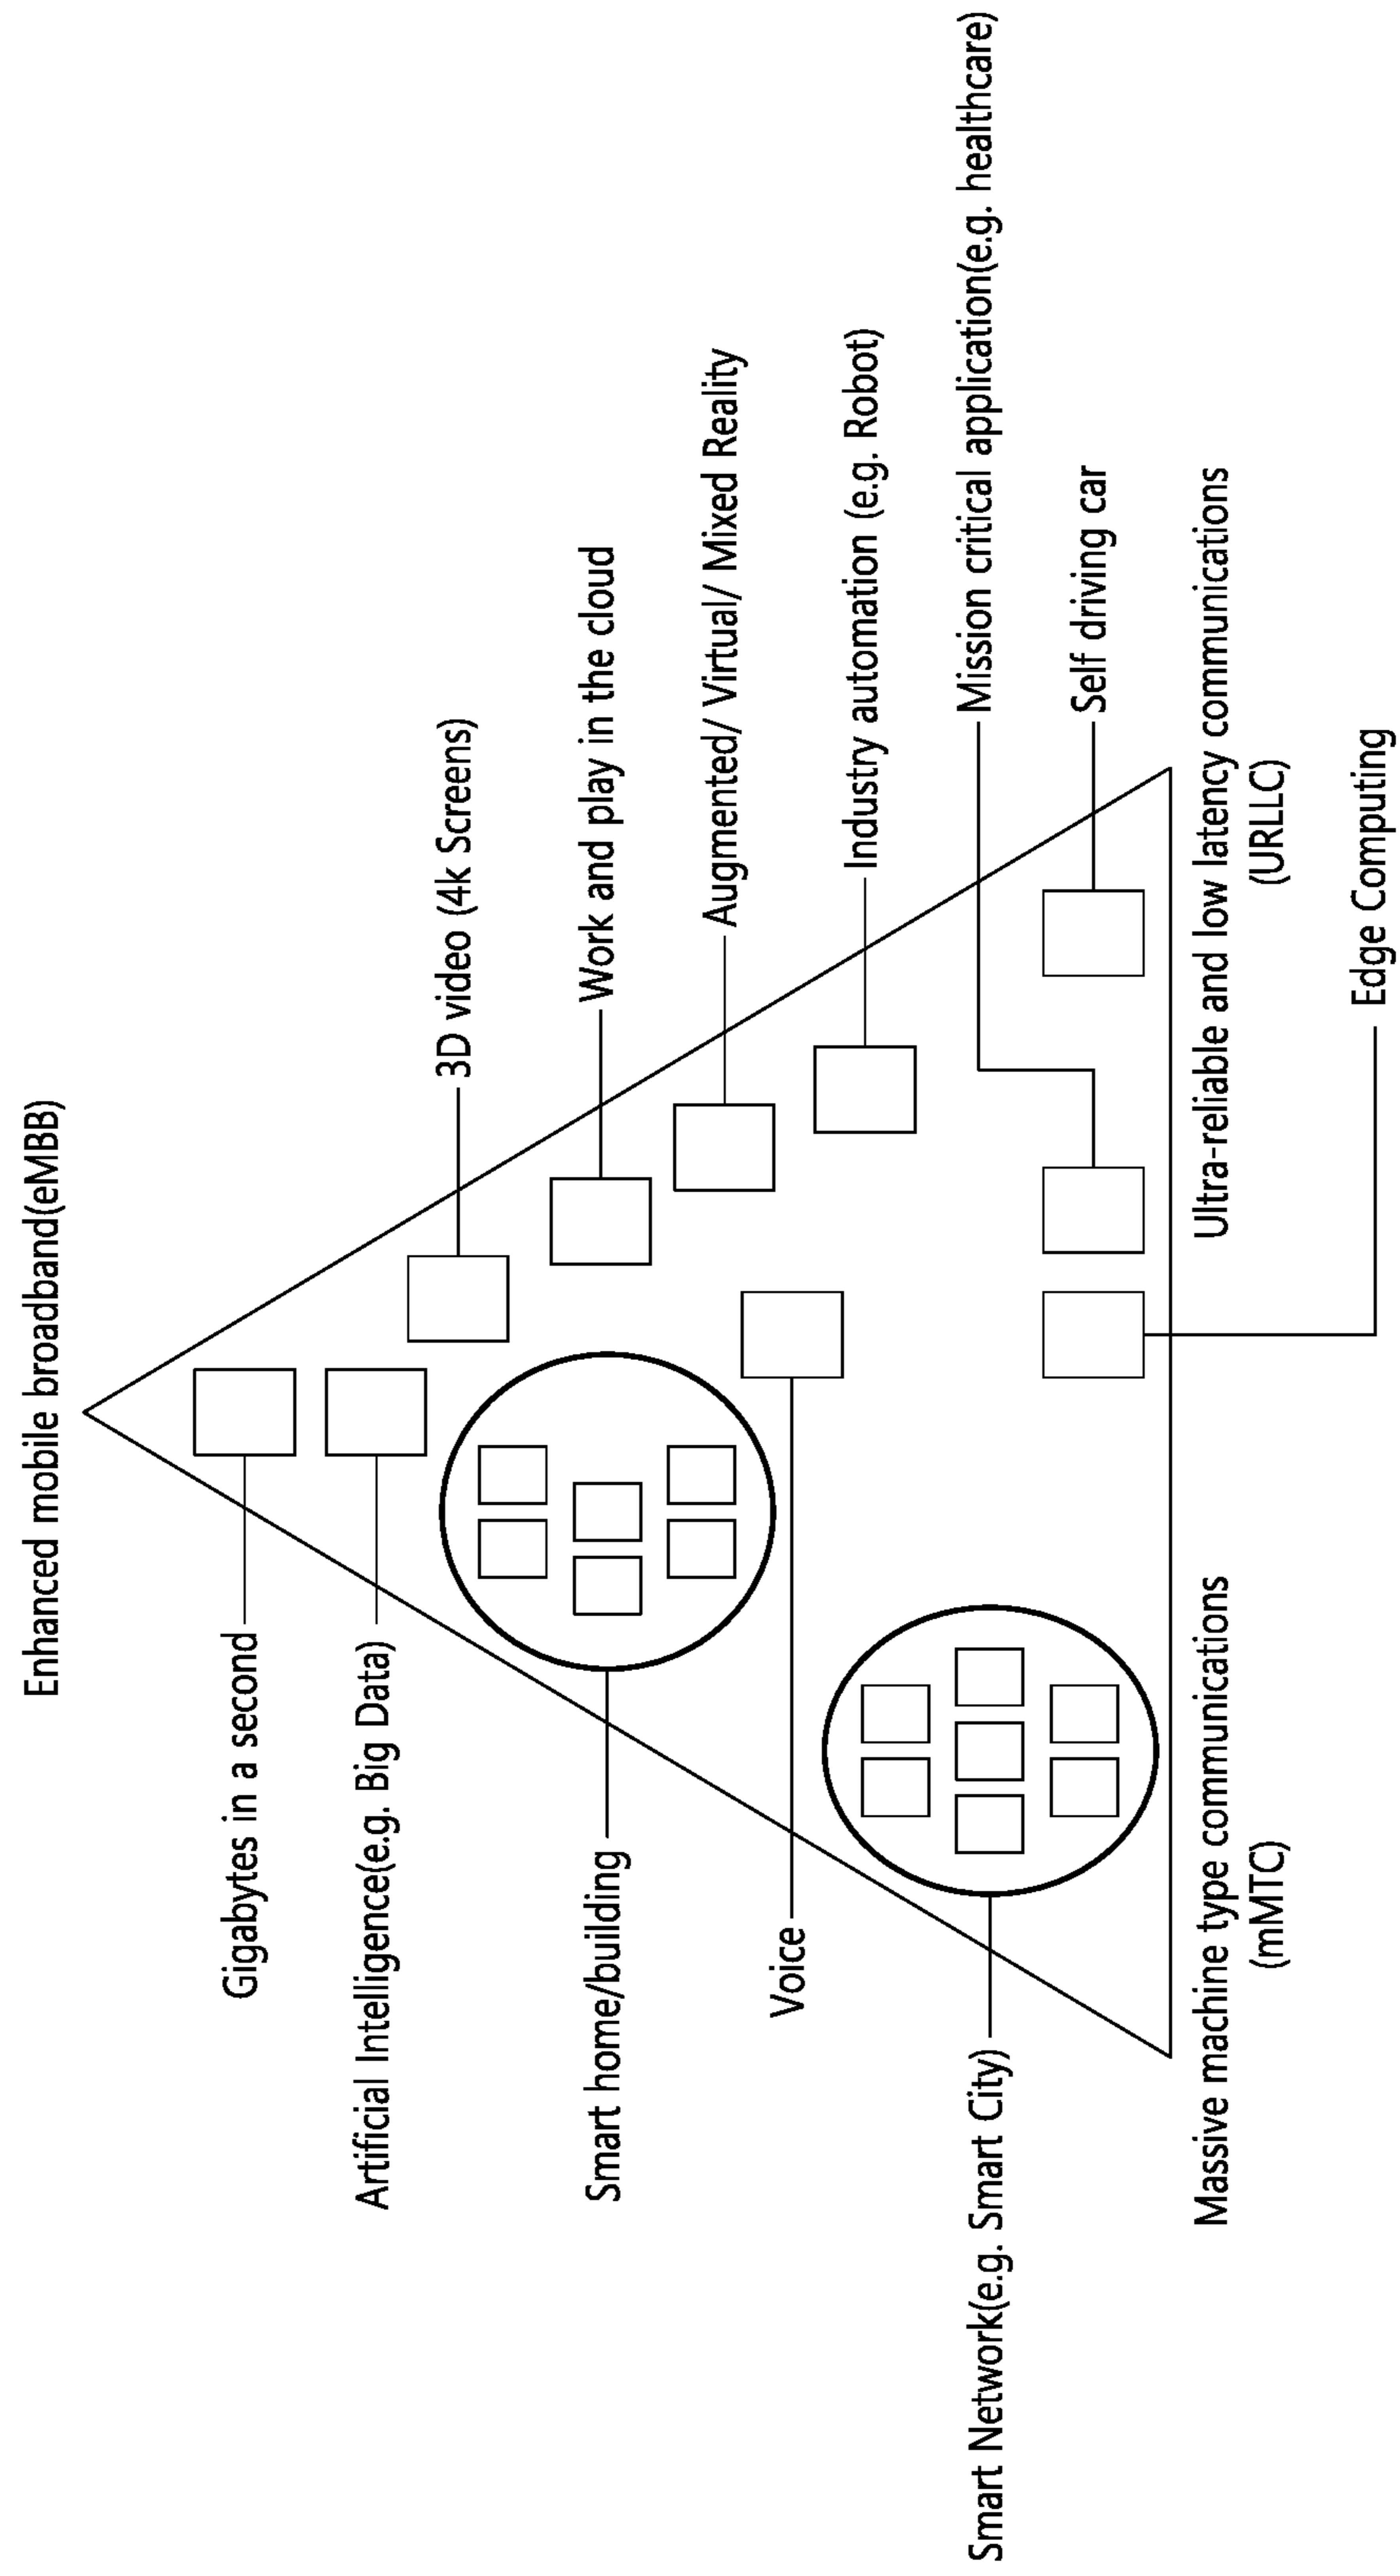 Enhanced mobile broadband(eMBB)
Gigabytes in a second
Artificial Intelligence(e.g. Big Data)
3D video (4k Screens)
Smart home/building
Work and play in the cloud
Augmented/ Virtual/ Mixed Reality
Voice
Industry automation (e.g. Robot)
Smart Network(e.g. Smart City)
Mission critical application(e.g. healthcare)
Self driving car
Massive machine type communications
(mMTC)
Ultra-reliable and low latency communications
(URLLC)
Edge Computing